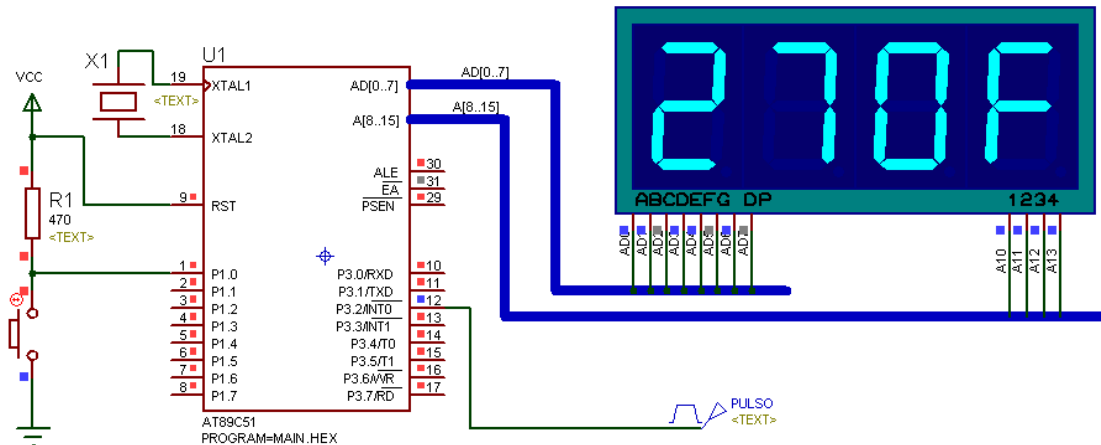 X1
<TEXT>
VCC
R1
470
<TEXT>
U1
19
XTAL1
18
XTAL2
9
RST
1
P1.0
2
P1.1
3
P1.2
4
P1.3
5
P1.4
6
P1.5
7
P1.6
8
P1.7
AD[0..7]
A[8..15]
ALE
30
EA
31
PSEN
29
P3.0/RXD
10
P3.1/TXD
11
P3.2/INT0
12
P3.3/INT1
13
P3.4/T0
14
P3.5/T1
15
P3.6/WR
16
P3.7/RD
17
AT89C51
PROGRAM=MAIN.HEX
AD[0..7]
A[8..15]
270F
ABCDEFG DP
1234
AD0
AD1
AD2
AD3
AD4
AD5
AD6
AD7
A10
A11
A12
A13
PULSO
<TEXT>